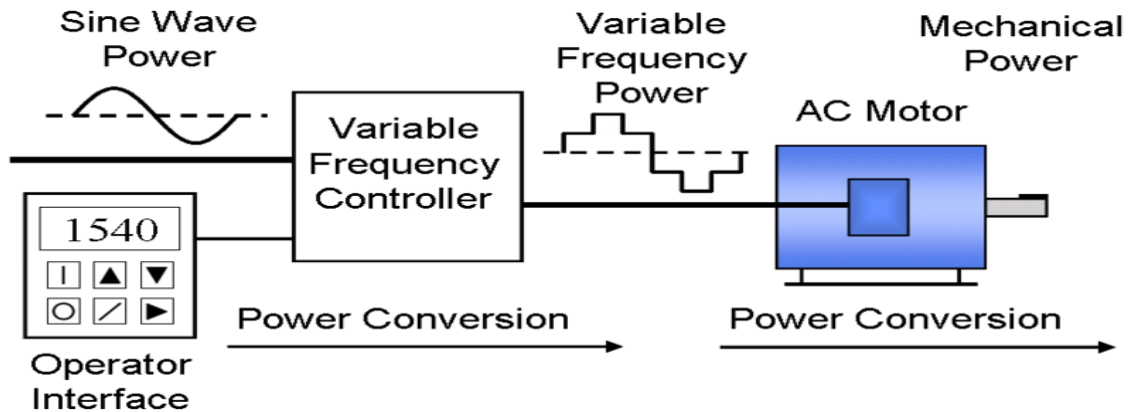 Sine Wave
Power
Variable
Frequency
Power
Mechanical
Power
AC Motor
Variable
Frequency
Controller
1540
Power Conversion
Power Conversion
Operator
Interface